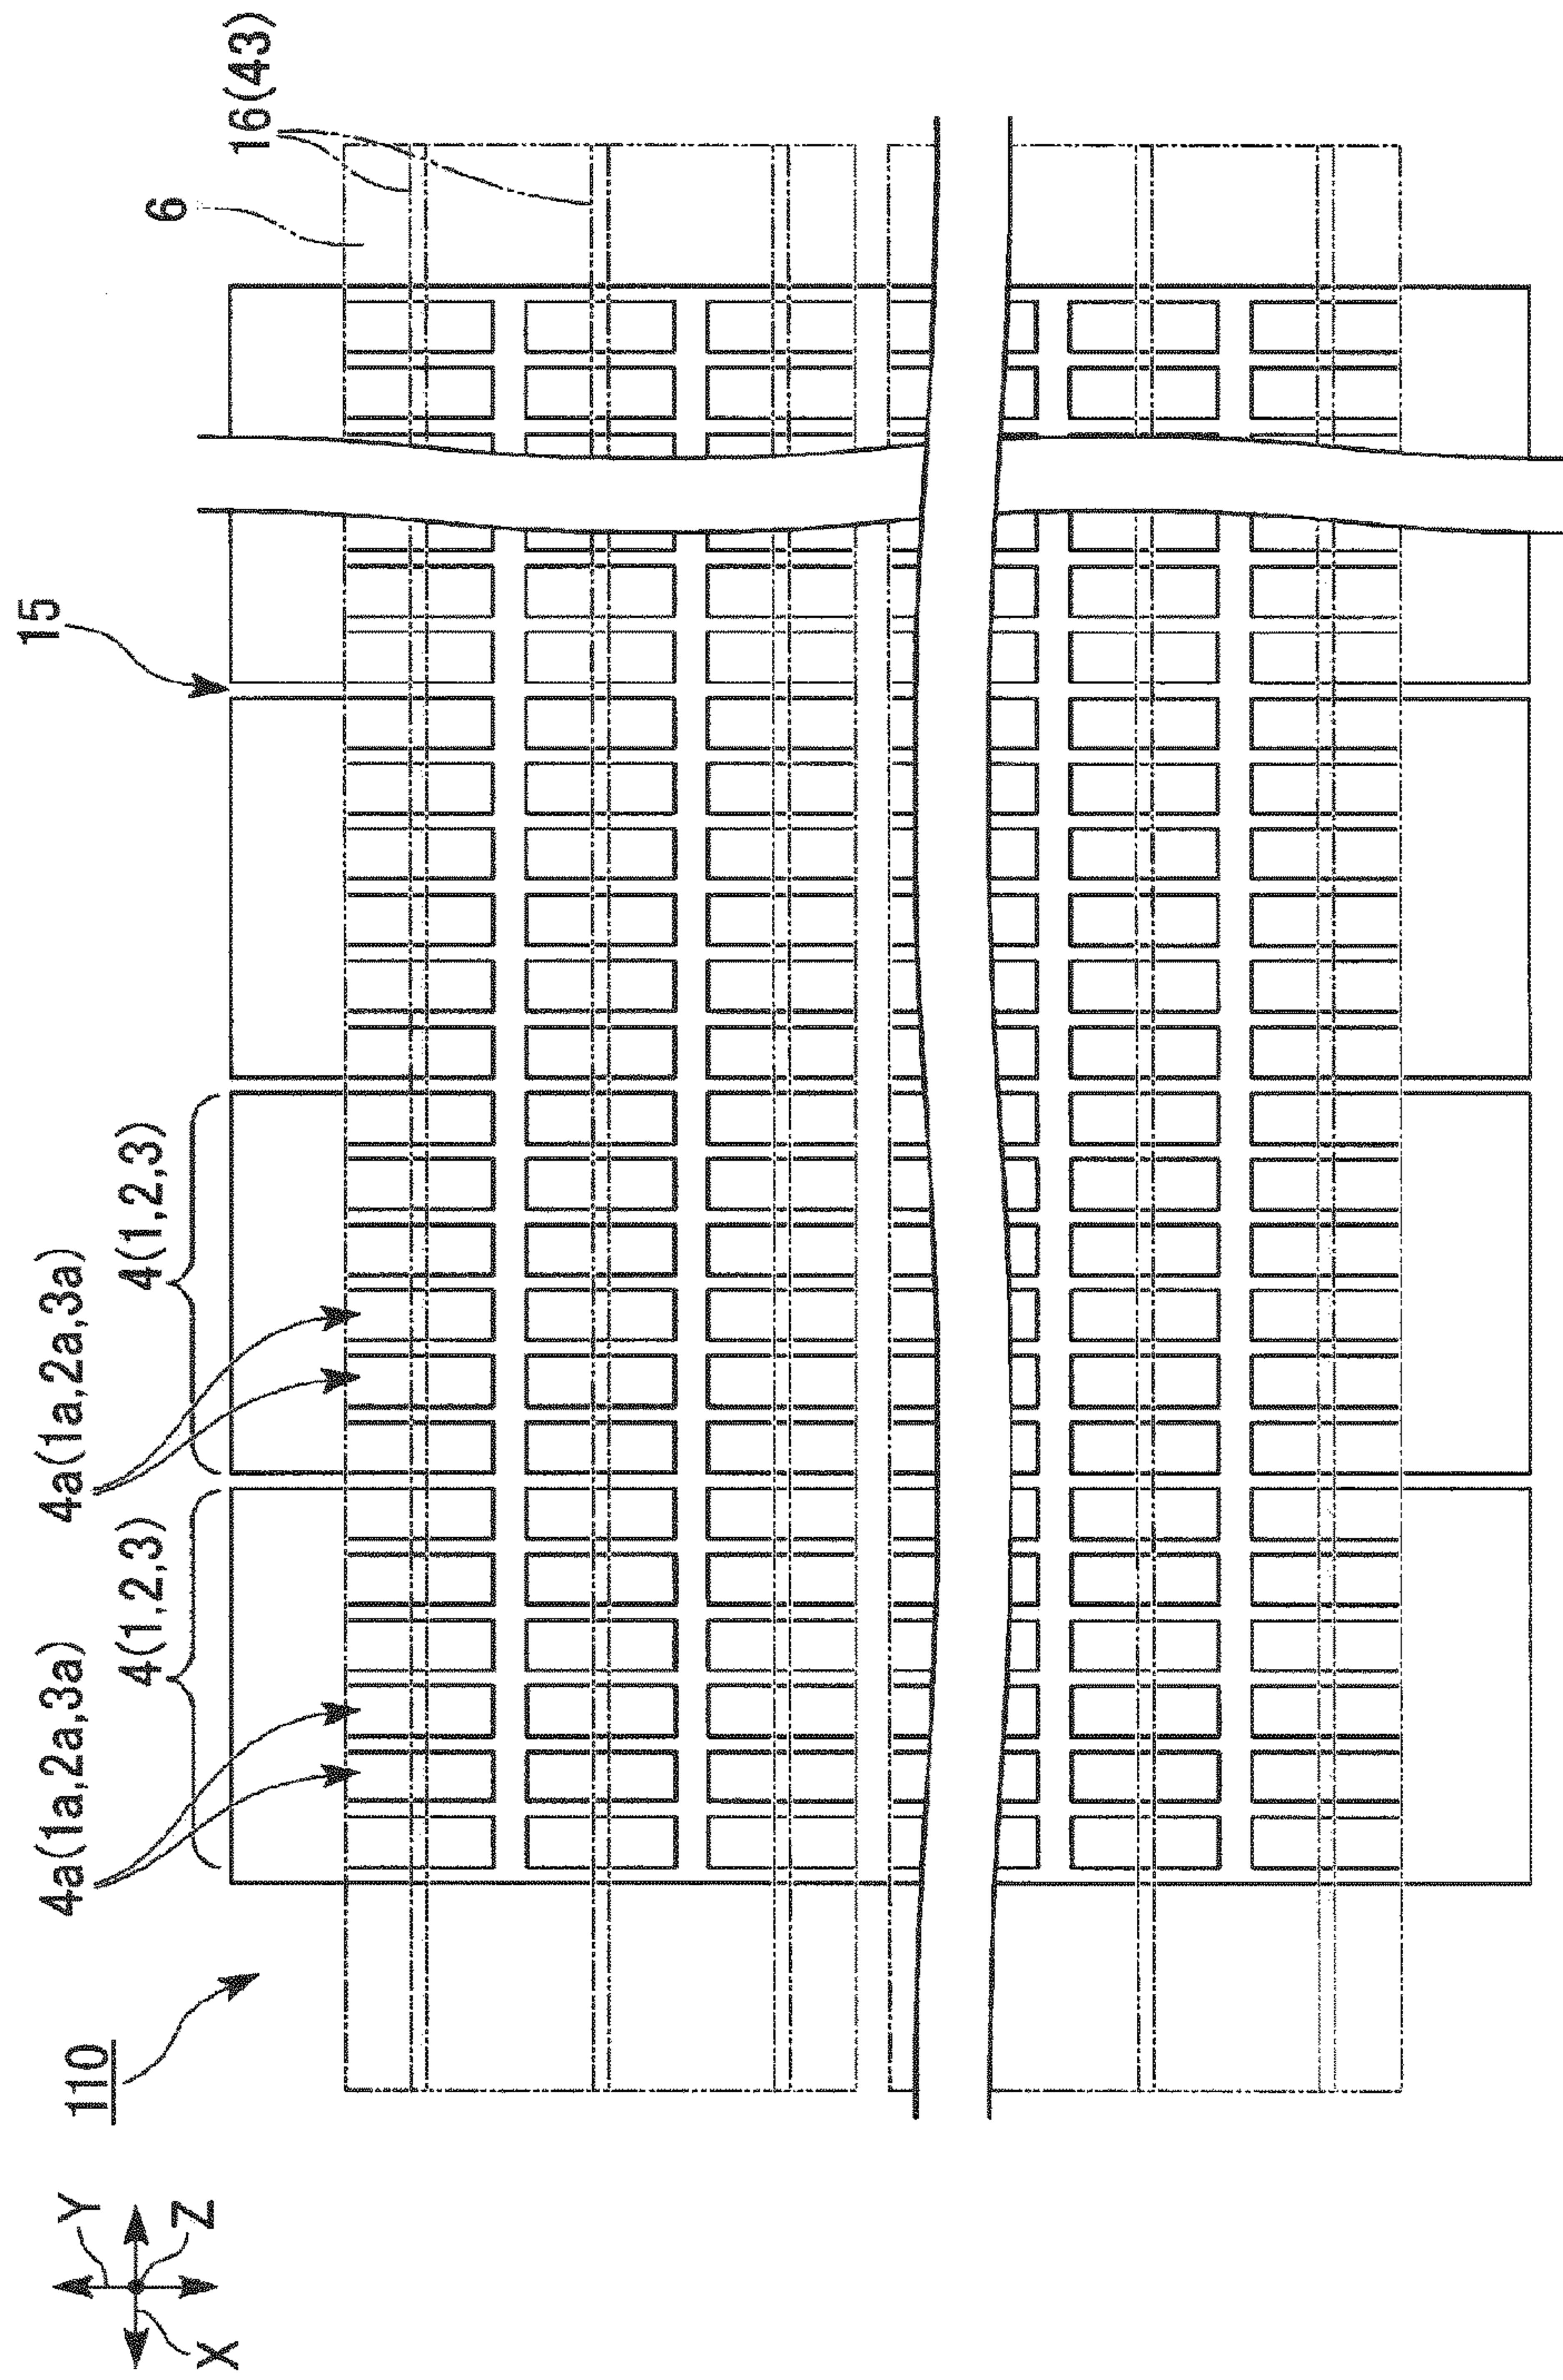 4a(1a,2a,3a)
4a(1a,2a,3a)
15
Y
110
4(1,2,3)
4(1,2,3)
6
Z
X
16(43)